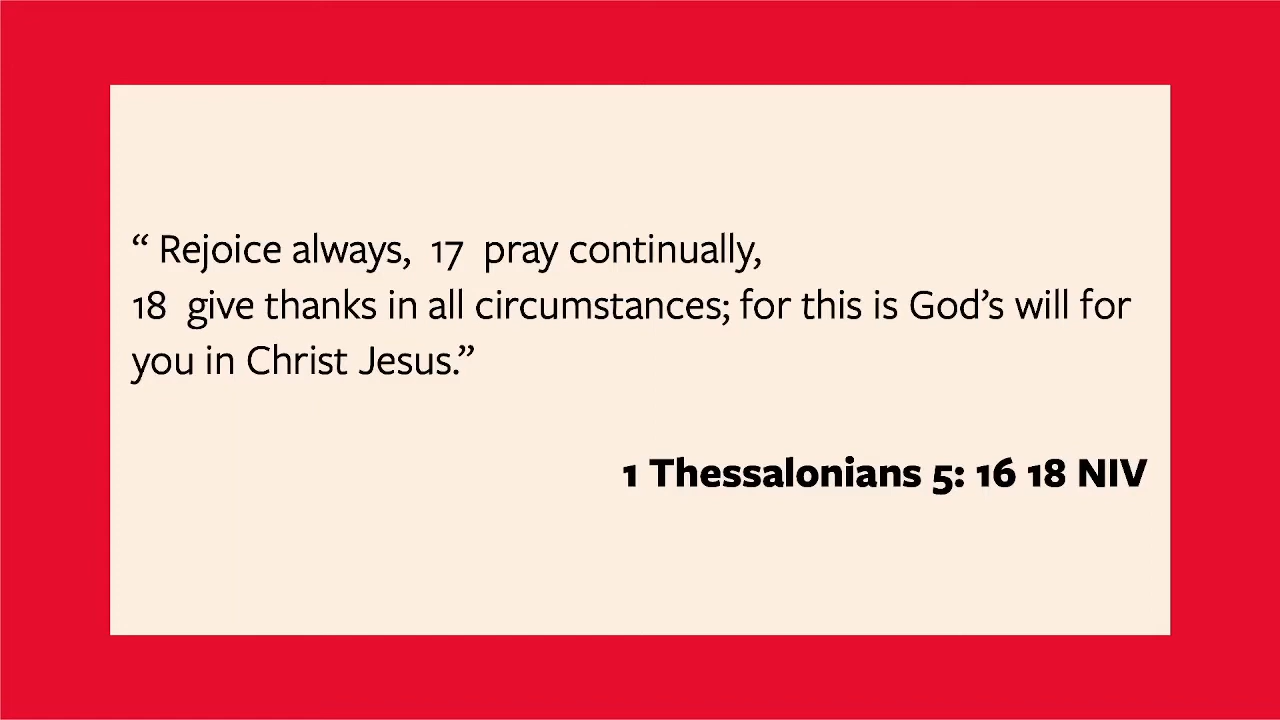 “ Rejoice always, 17 pray continually,
18 give thanks in all circumstances; for this is God’s will for
you in Christ Jesus.”
1 Thessalonians 5: 16 18 NIV